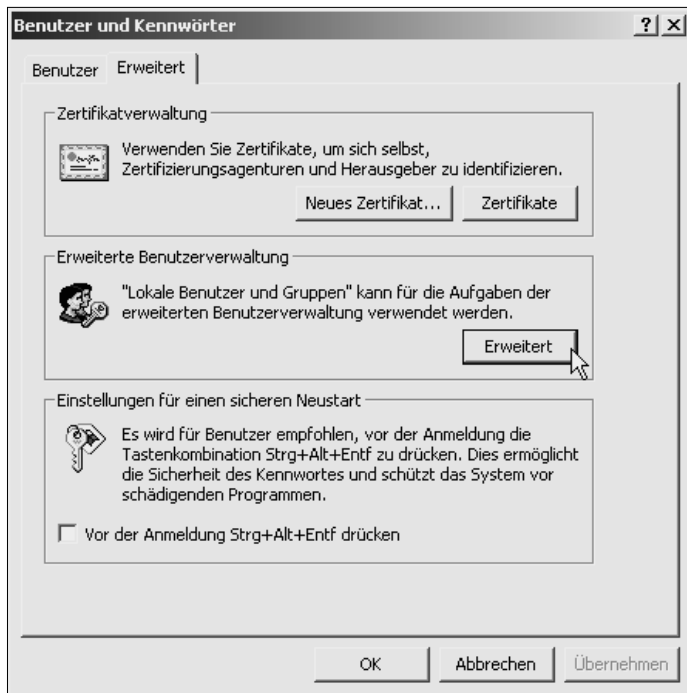 Benutzer und Kennwörter
Benutzer
Erweitert
Zertifikatverwaltung
Verwenden Sie Zertifikate, um sich selbst,
Zertifizierungsagenturen und Herausgeber zu identifizieren.
Neues Zertifikat...
Zertifikate
Erweiterte Benutzerverwaltung
"Lokale Benutzer und Gruppen" kann für die Aufgaben der
erweiterten Benutzerverwaltung verwendet werden.
Erweitert
Einstellungen für einen sicheren Neustart
Es wird für Benutzer empfohlen, vor der Anmeldung die
Tastenkombination Strg+Alt+Entf zu drücken. Dies ermöglicht
die Sicherheit des Kennwortes und schützt das System vor
schädigenden Programmen.
Vor der Anmeldung Strg+Alt+Entf drücken
OK
Abbrechen
Übernehmen